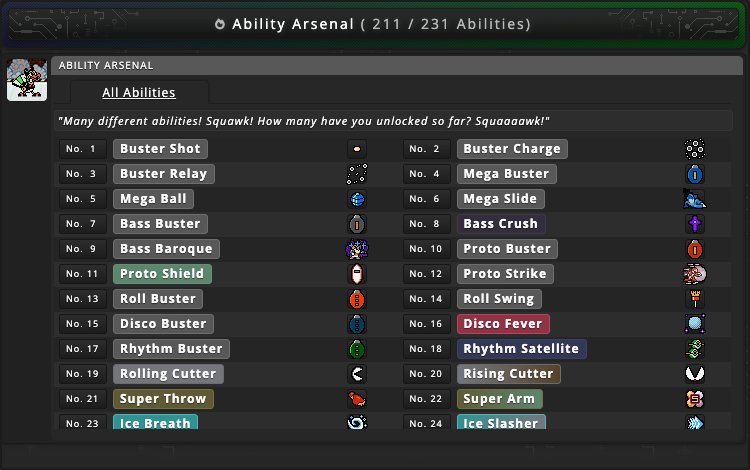 Ability Arsenal ( 211 / 231 Abilities)
ABILITY ARSENAL
All Abilities
"Many different abilities! Squawk! How many have you unlocked so far? Squaaaawk!"
No. 1 Buster Shot No. 2 Buster Charge
No. 3 Buster Relay No. 4 Mega Buster
No. 5 Mega Ball No. 6 Mega Slide
No. 7 Bass Buster No. 8 Bass Crush
No. 9 Bass Baroque No. 10 Proto Buster
No. 11 Proto Shield No. 12 Proto Strike
No. 13 Roll Buster No. 14 Roll Swing
No. 15 Disco Buster No. 16 Disco Fever
No. 17 Rhythm Buster No. 18 Rhythm Satellite
No. 19 Rolling Cutter No. 20 Rising Cutter
No. 21 Super Throw No. 22 Super Arm
No. 23 Ice Breath No. 24 Ice Slasher